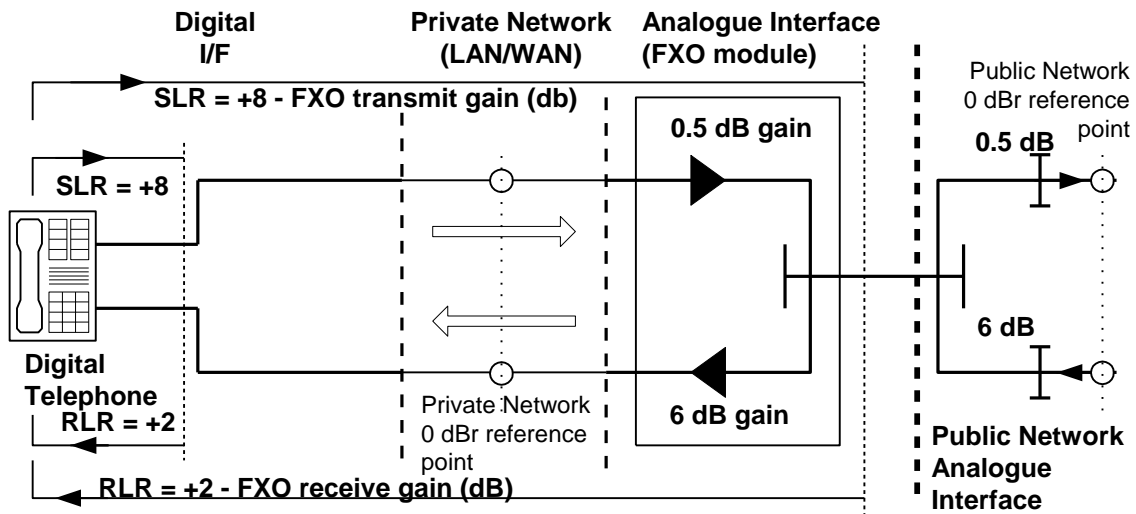 Digital
I/F
Private Network
(LAN/WAN)
Analogue Interface
(FXO module)
SLR = +8 - FXO transmit gain (db)
Public Network
0 dBr reference
point
0.5 dB gain
0.5 dB
SLR = +8
6 dB
Digital
Telephone
RLR = +2
Private Network
0 dBr reference
point
6 dB gain
Public Network
Analogue
Interface
RLR = +2 - FXO receive gain (dB)